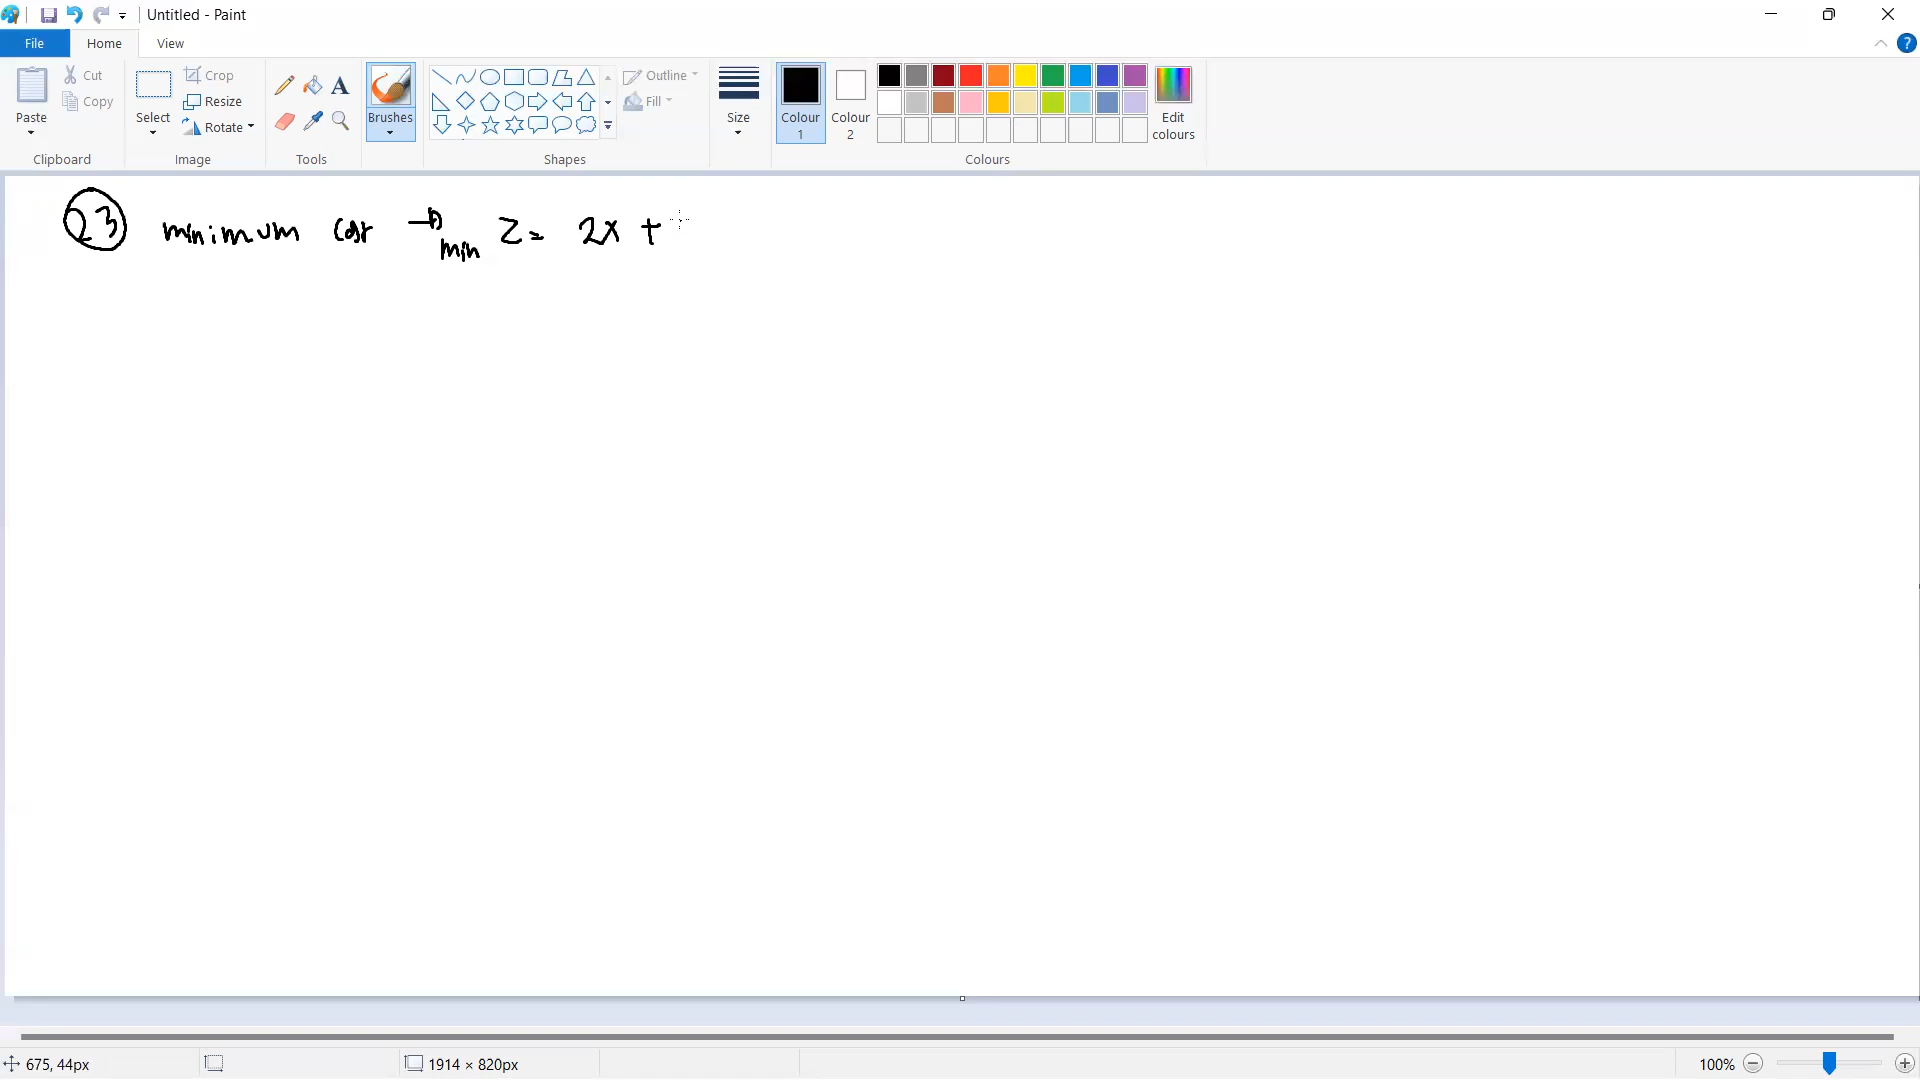 Untitled - Paint
File Home View
Paste Cut Copy Clipboard
Select Crop Resize Rotate Image
Tools
Brushes
Outline Fill Shapes
Size
Colour 1 Colour 2 Edit colours Colours
23 minimum cost → min Z = 2x +
675, 44px 1914 × 820px 100%